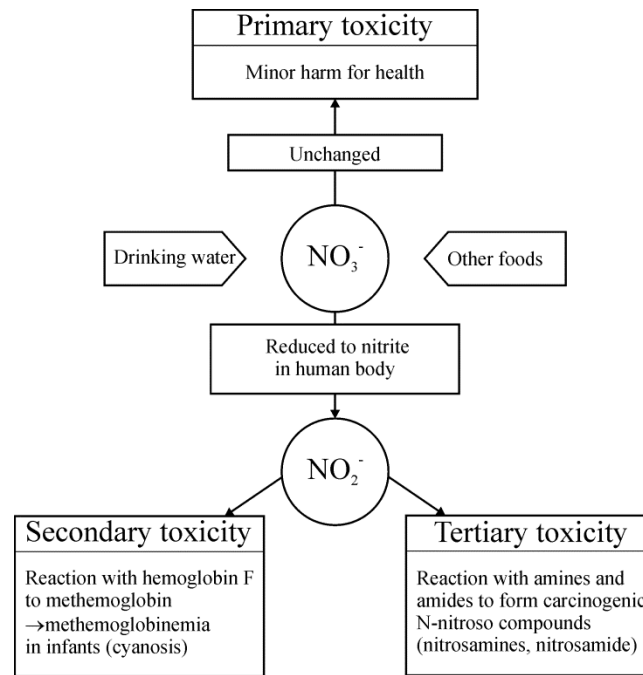 Primary toxicity
Minor harm for health
Unchanged
Drinking water
NO₃⁻
Other foods
Reduced to nitrite
in human body
NO₂⁻
Secondary toxicity
Reaction with hemoglobin F
to methemoglobin
→methemoglobinemia
in infants (cyanosis)
Tertiary toxicity
Reaction with amines and
amides to form carcinogenic
N-nitroso compounds
(nitrosamines, nitrosamide)